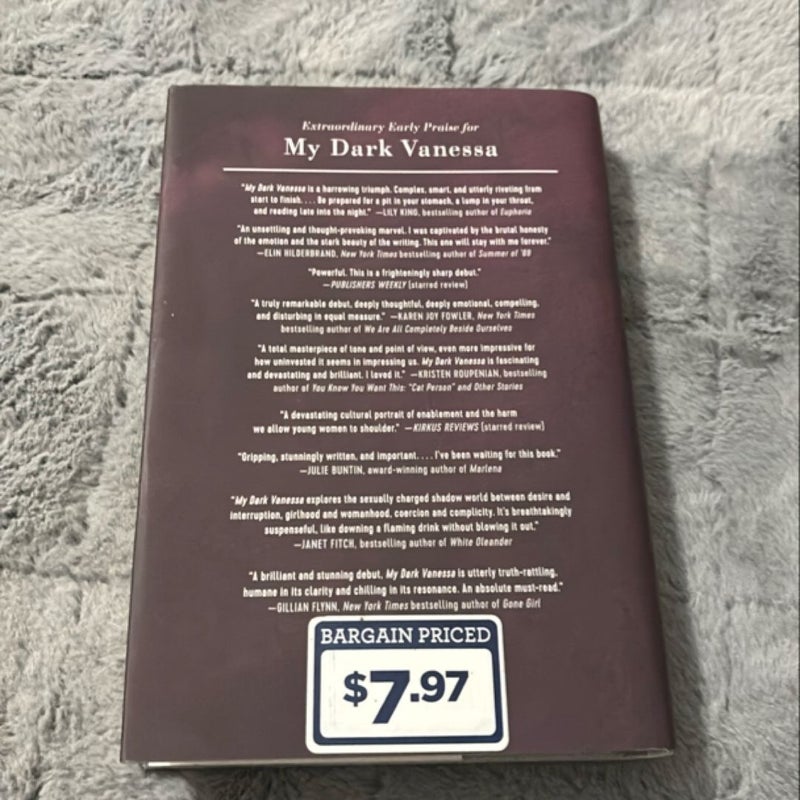 Extraordinary Early Praise for
My Dark Vanessa
"My Dark Vanessa is a harrowing triumph. Complex, smart, and utterly riveting from
start to finish. . . . Be prepared for a pit in your stomach, a lump in your throat,
and reading late into the night." —LILY KING, bestselling author of Euphoria
"An unsettling and thought-provoking marvel. I was captivated by the brutal honesty
of the emotion and the stark beauty of the writing. This one will stay with me forever."
—ELIN HILDERBRAND, New York Times bestselling author of Summer of '69
"Powerful. This is a frighteningly sharp debut."
—PUBLISHERS WEEKLY (starred review)
"A truly remarkable debut, deeply thoughtful, deeply emotional, compelling,
and disturbing in equal measure." —KAREN JOY FOWLER, New York Times
bestselling author of We Are All Completely Beside Ourselves
"A total masterpiece of tone and point of view, even more impressive for
how uninvested it seems in impressing us. My Dark Vanessa is fascinating
and devastating and brilliant. I loved it." —KRISTEN ROUPENIAN, bestselling
author of You Know You Want This: "Cat Person" and Other Stories
"A devastating cultural portrait of enablement and the harm
we allow young women to shoulder." —KIRKUS REVIEWS (starred review)
"Gripping, stunningly written, and important. . . . I've been waiting for this book."
—JULIE BUNTIN, award-winning author of Marlena
"My Dark Vanessa explores the sexually charged shadow world between desire and
interruption, girlhood and womanhood, coercion and complicity. It's breathtakingly
suspenseful, like downing a flaming drink without blowing it out."
—JANET FITCH, bestselling author of White Oleander
"A brilliant and stunning debut, My Dark Vanessa is utterly truth-rattling,
humane in its clarity and chilling in its resonance. An absolute must-read."
—GILLIAN FLYNN, New York Times bestselling author of Gone Girl
BARGAIN PRICED
$7.97